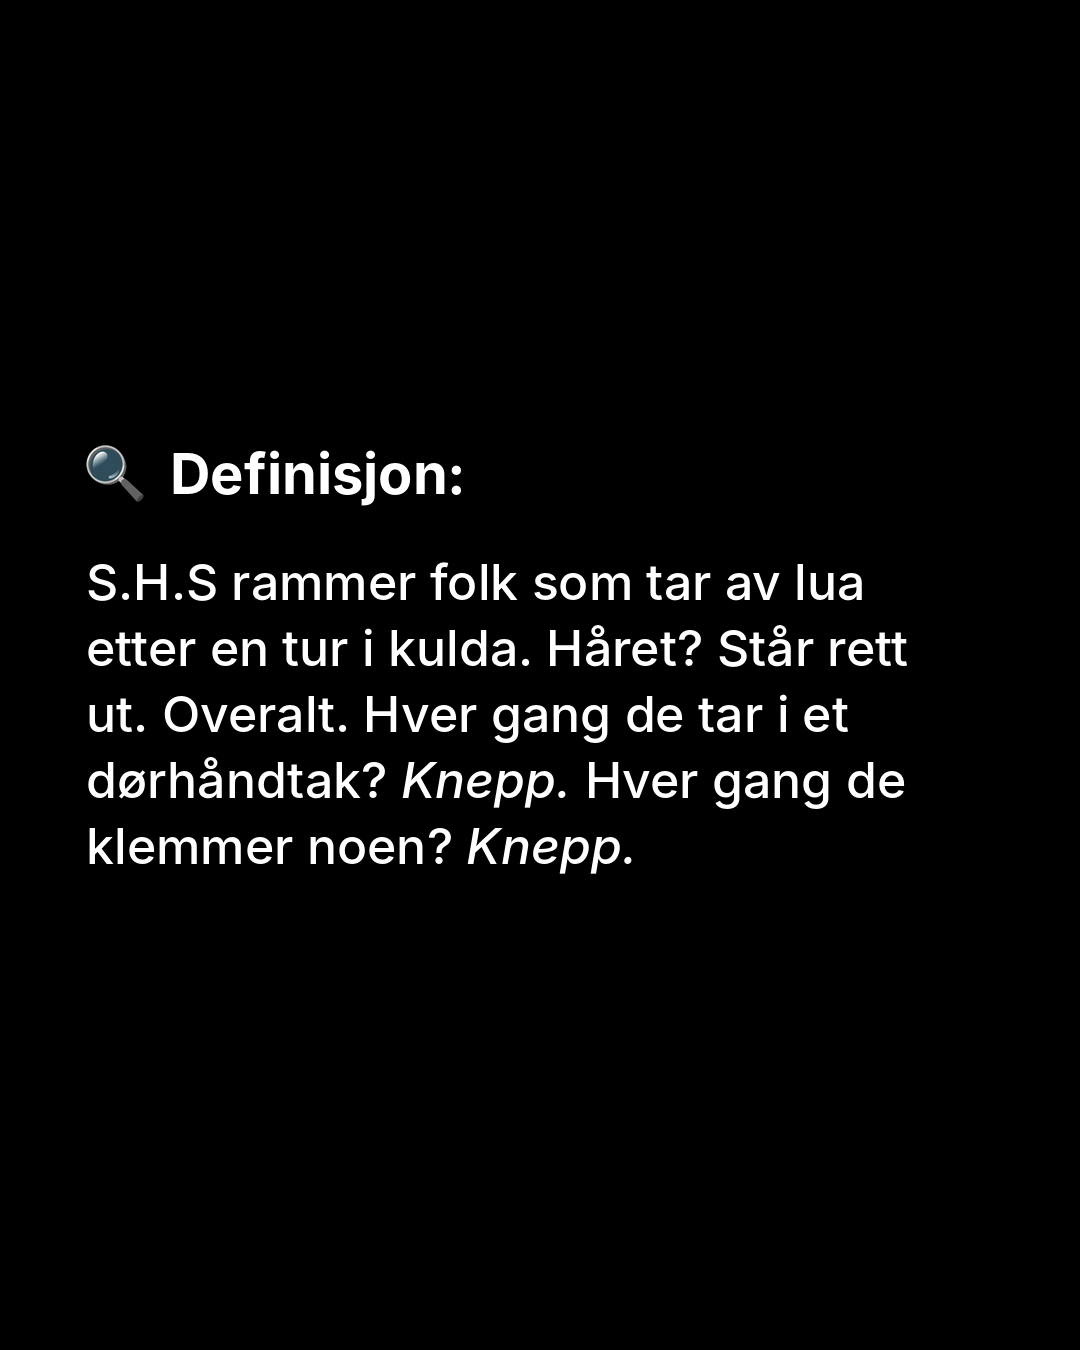 🔍 Definisjon:
S.H.S rammer folk som tar av lua
etter en tur i kulda. Håret? Står rett
ut. Overalt. Hver gang de tar i et
dørhåndtak? Knepp. Hver gang de
klemmer noen? Knepp.